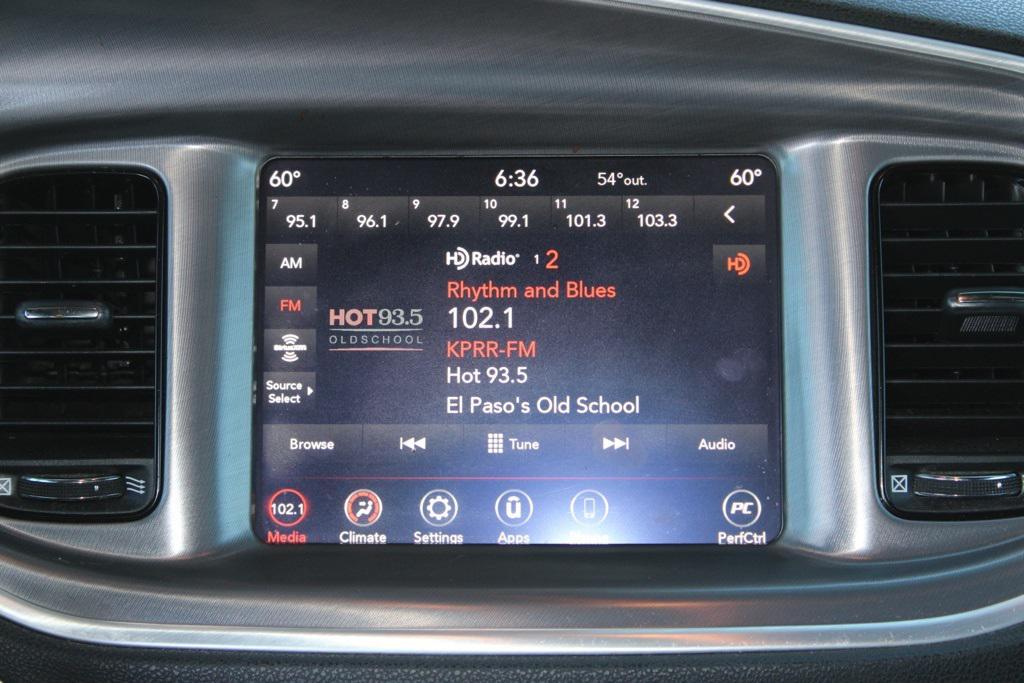 60° 6:36 54°out. 60°
7 8 9 10 11 12
95.1 96.1 97.9 99.1 101.3 103.3
AM HD Radio 1 2 HD
FM Rhythm and Blues
HOT 93.5 102.1
OLDSCHOOL KPRR-FM
Source Select Hot 93.5
El Paso's Old School
Browse Tune Audio
102.1 PC
Media Climate Settings Apps PerfCtrl